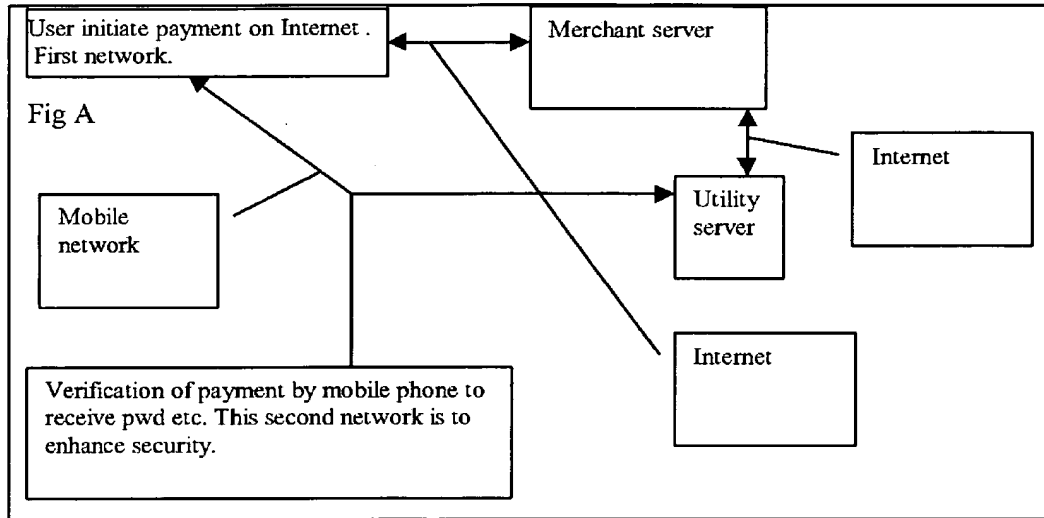 User initiate payment on Internet .
First network.
Merchant server
Fig A
Internet
Utility
server
Mobile
network
Internet
Verification of payment by mobile phone to
receive pwd etc. This second network is to
enhance security.